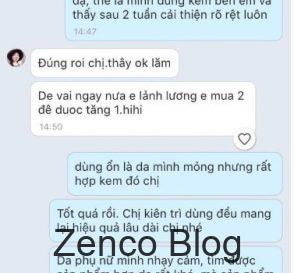 dạ, thế là mình dùng kem bên em và
thấy sau 2 tuần cải thiện rõ rệt luôn
14:47
Đúng roi chị.thây ok lăm
De vai ngay nưa e lảnh lương e mua 2
đê duoc tăng 1.hihi
14:50
dùng ổn là da mình mỏng nhưng rất
hợp kem đó chị
Tốt quá rồi. Chị kiên trì dùng đều mang
lại hiệu quả lâu dài chị nhé
Zenco Blog
Da phụ nữ mình nhạy cảm, tìm được